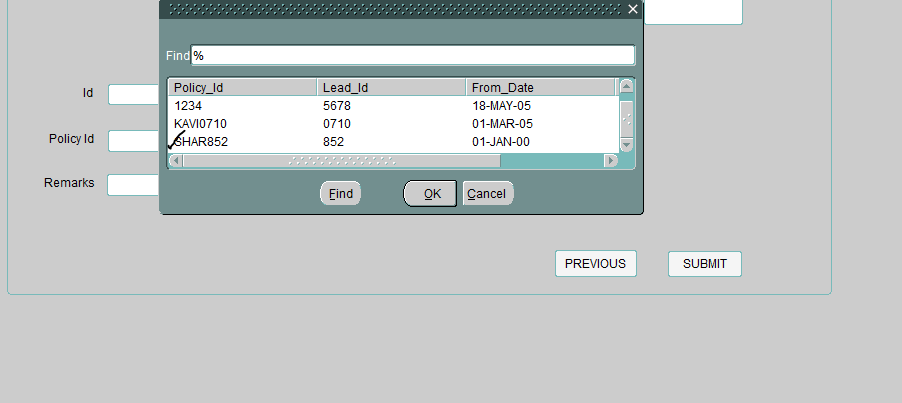 Find %
Policy_Id Lead_Id From_Date
1234 5678 18-MAY-05
KAVI0710 0710 01-MAR-05
SHAR852 852 01-JAN-00
Find OK Cancel
Id
Policy Id
Remarks
PREVIOUS SUBMIT